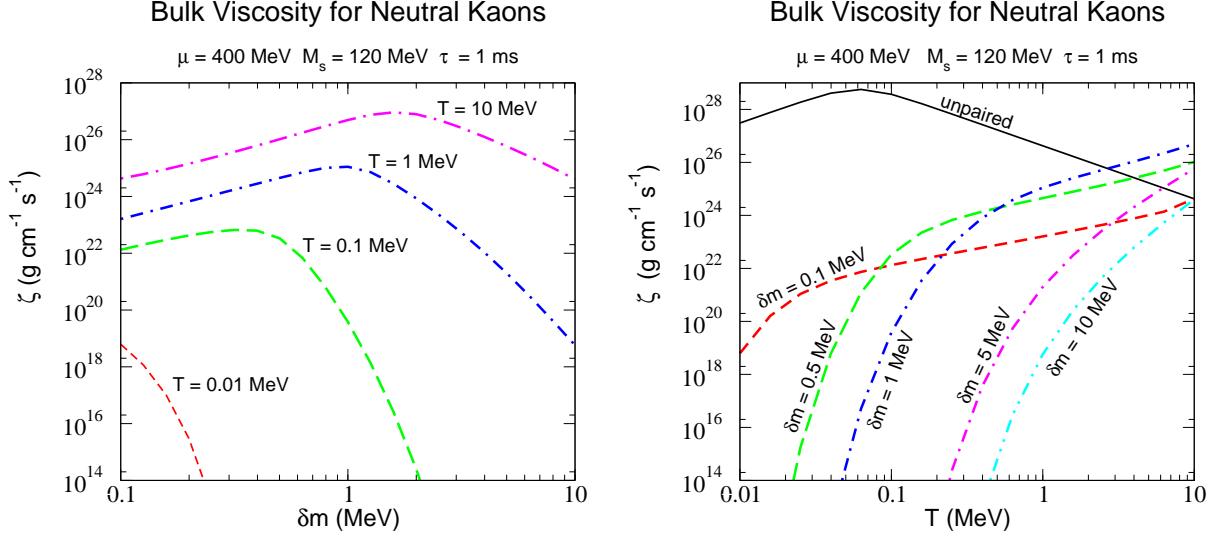 Bulk Viscosity for Neutral Kaons
μ = 400 MeV M_s = 120 MeV τ = 1 ms
10^28
10^26
10^24
10^22
10^20
10^18
10^16
10^14
ζ (g cm^-1 s^-1)
T = 10 MeV
T = 1 MeV
T = 0.1 MeV
T = 0.01 MeV
0.1
1
10
δm (MeV)
Bulk Viscosity for Neutral Kaons
μ = 400 MeV M_s = 120 MeV τ = 1 ms
10^28
10^26
10^24
10^22
10^20
10^18
10^16
10^14
ζ (g cm^-1 s^-1)
unpaired
δm = 0.1 MeV
δm = 0.5 MeV
δm = 1 MeV
δm = 5 MeV
δm = 10 MeV
0.01
0.1
1
10
T (MeV)